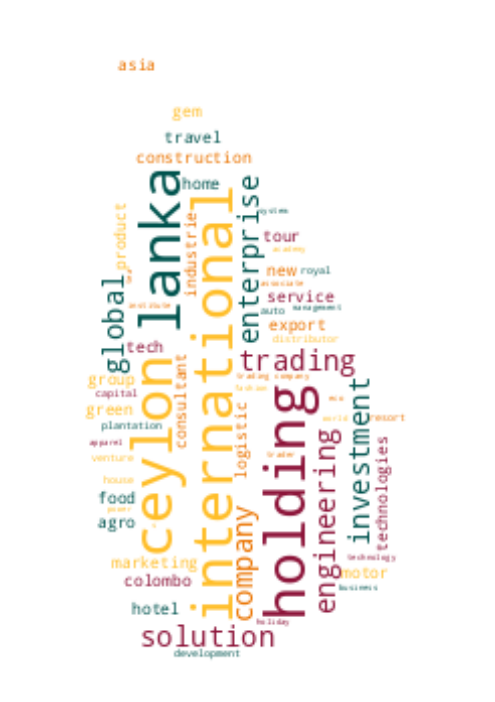 asia
gem
travel
construction
home
lanka
international
enterprise
system
product
industrie
tour
academy
new
royal
associate
tea
global
institute
service
auto
management
export
distributor
tech
trading
ceylon
consultant
group
trading company
capital
fashion
holding
investment
green
eco
logistic
world
resort
plantation
engineering
technologies
apparel
trader
venture
house
food
power
agro
company
marketing
technology
motor
colombo
business
hotel
holiday
solution
development